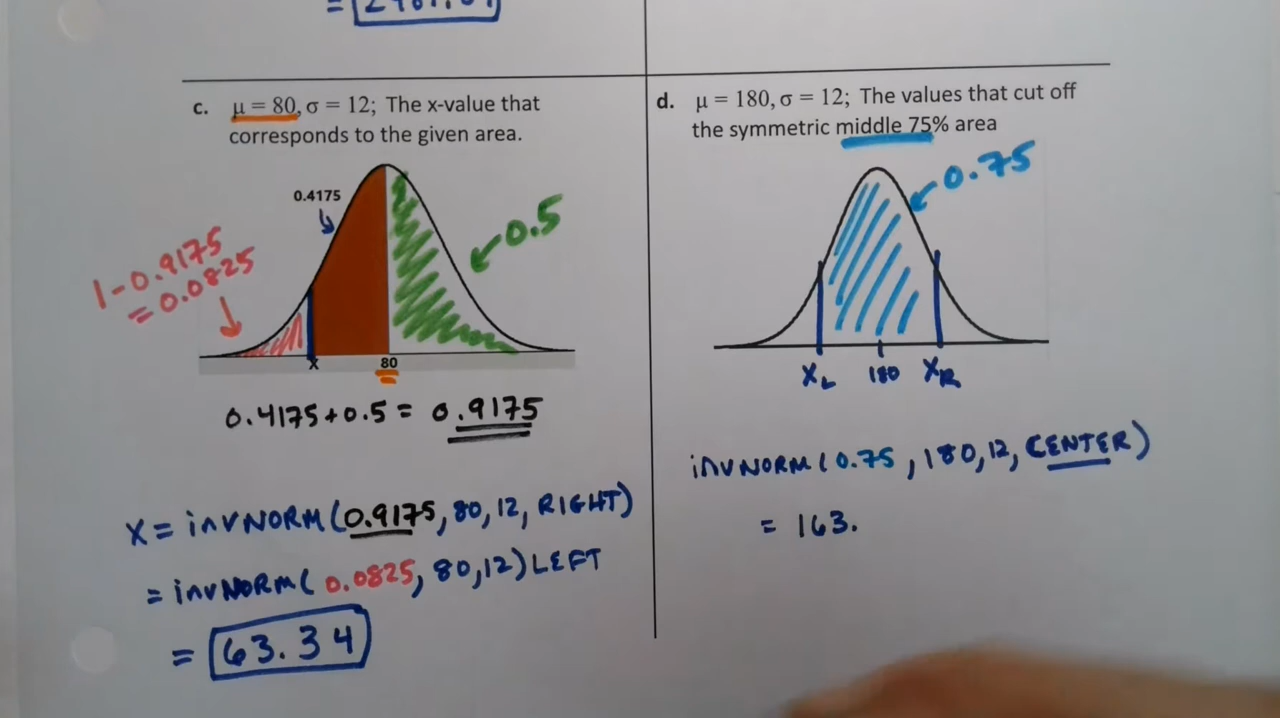 c. μ = 80, σ = 12; The x-value that
corresponds to the given area.
0.4175
0.5
1-0.9175
= 0.0825
X
80
0.4175+0.5 = 0.9175
X = invNORM(0.9175, 80, 12, RIGHT)
= invNORM( 0.0825, 80,12) LEFT
= 63.34
d. μ = 180, σ = 12; The values that cut off
the symmetric middle 75% area
0.75
XL 180 XR
invNORM(0.75, 180, 12, CENTER)
= 163.